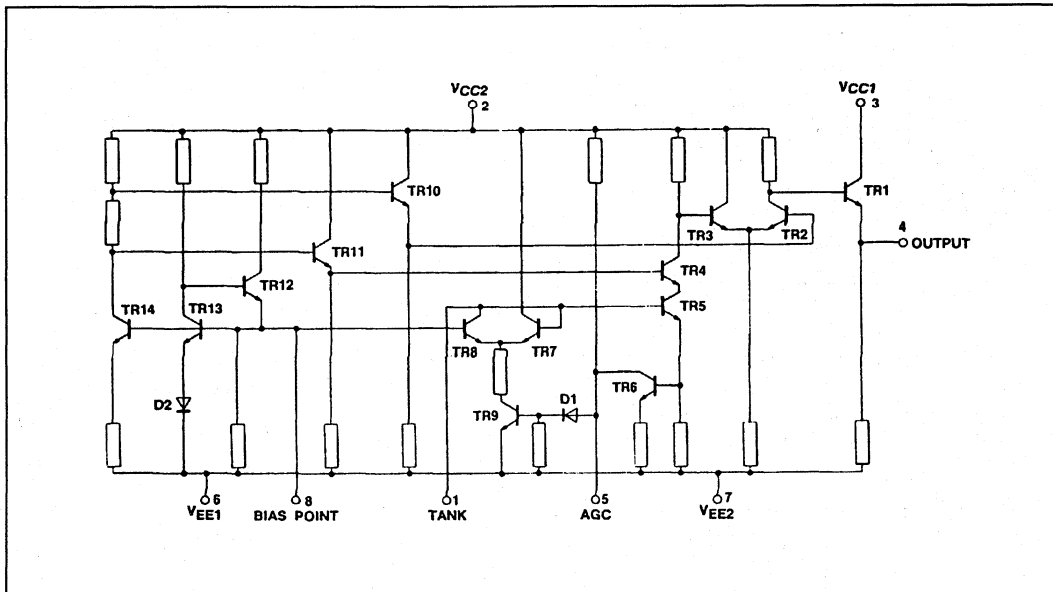 VCC2
2
VCC1
3
TR10
TR1
TR3
TR2
4
OUTPUT
TR11
TR4
TR12
TR14
TR13
TR5
TR8
TR7
TR6
D2
TR9
D1
6
VEE1
8
BIAS POINT
1
TANK
5
AGC
7
VEE2